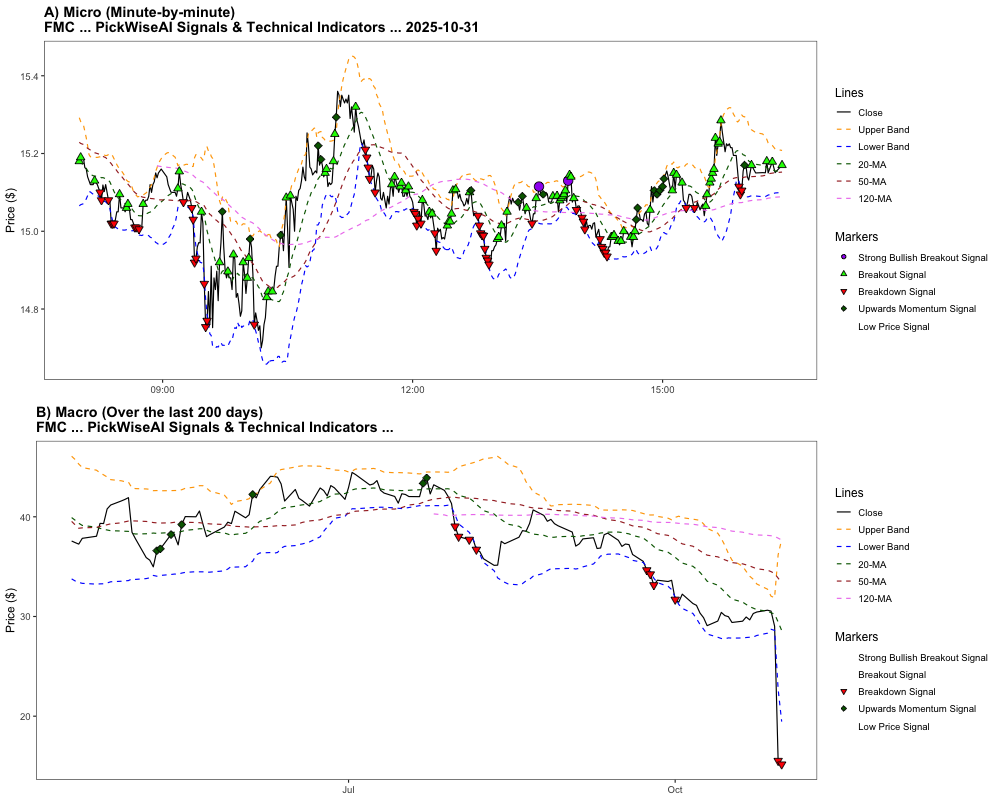 A) Micro (Minute-by-minute)
FMC ... PickWiseAI Signals & Technical Indicators ... 2025-10-31
Price ($)
15.4
15.2
15.0
14.8
09:00
12:00
15:00
Lines
Close
Upper Band
Lower Band
20-MA
50-MA
120-MA
Markers
Strong Bullish Breakout Signal
Breakout Signal
Breakdown Signal
Upwards Momentum Signal
Low Price Signal
B) Macro (Over the last 200 days)
FMC ... PickWiseAI Signals & Technical Indicators ...
Price ($)
40
30
20
Jul
Oct
Lines
Close
Upper Band
Lower Band
20-MA
50-MA
120-MA
Markers
Strong Bullish Breakout Signal
Breakout Signal
Breakdown Signal
Upwards Momentum Signal
Low Price Signal